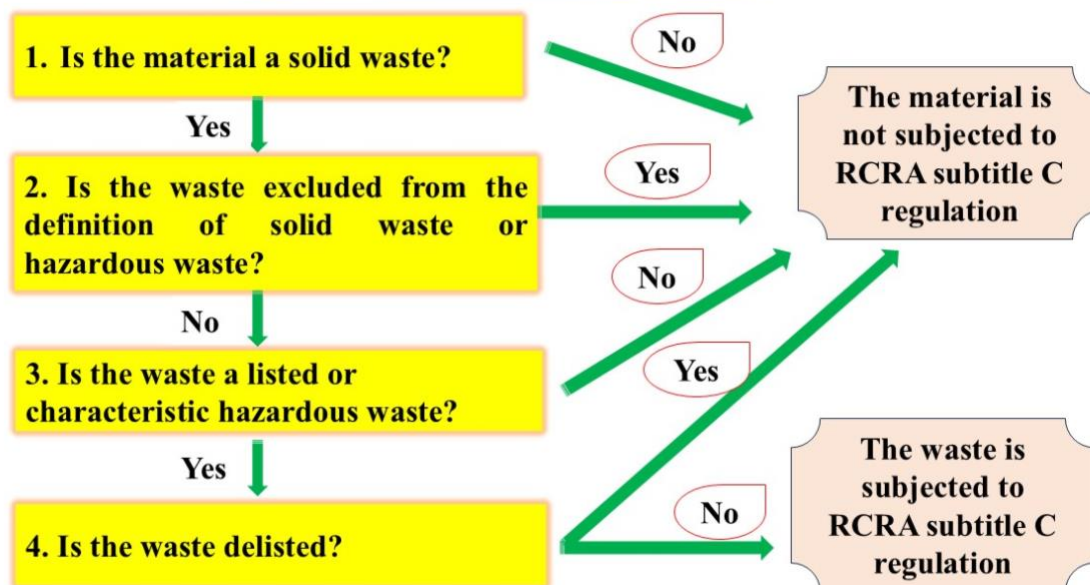 1. Is the material a solid waste?
No
The material is
not subjected to
RCRA subtitle C
regulation
Yes
2. Is the waste excluded from the
definition of solid waste or
hazardous waste?
Yes
No
No
3. Is the waste a listed or
characteristic hazardous waste?
Yes
Yes
4. Is the waste delisted?
No
The waste is
subjected to
RCRA subtitle C
regulation